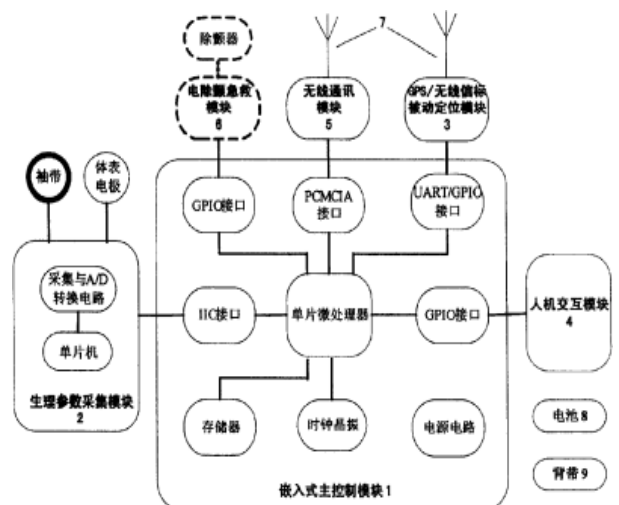 除颤器
7
电除颤急救
模块
6
无线通讯
模块
5
GPS/无线信标
被动定位模块
3
袖带
体表
电极
GPIO接口
PCMCIA
接口
UART/GPIO
接口
采集与A/D
转换电路
单片机
生理参数采集模块
2
IIC接口
单片微处理器
GPIO接口
人机交互模块
4
存储器
时钟晶振
电源电路
电池8
背带9
嵌入式主控制模块1